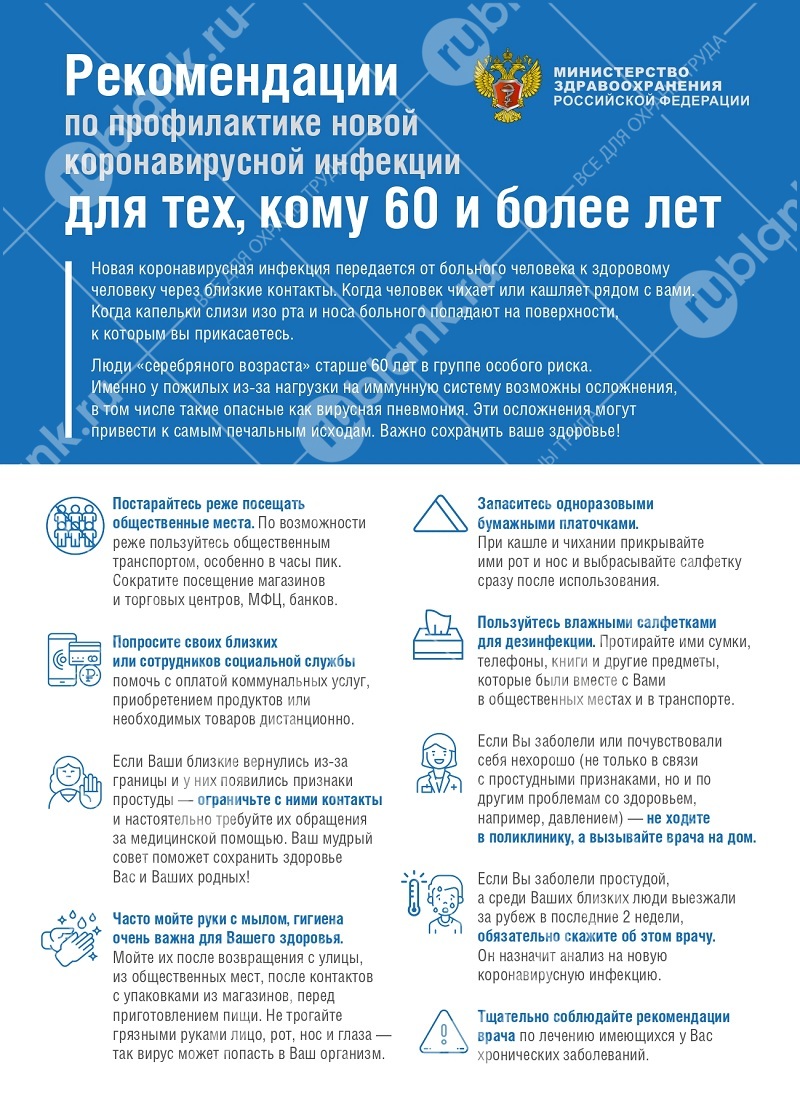 Рекомендации
по профилактике новой
коронавирусной инфекции
для тех, кому 60 и более лет
МИНИСТЕРСТВО
ЗДРАВООХРАНЕНИЯ
РОССИЙСКОЙ ФЕДЕРАЦИИ
Новая коронавирусная инфекция передается от больного человека к здоровому
человеку через близкие контакты. Когда человек чихает или кашляет рядом с вами.
Когда капельки слизи изо рта и носа больного попадают на поверхности,
к которым вы прикасаетесь.
Люди «серебряного возраста» старше 60 лет в группе особого риска.
Именно у пожилых из-за нагрузки на иммунную систему возможны осложнения,
в том числе такие опасные как вирусная пневмония. Эти осложнения могут
привести к самым печальным исходам. Важно сохранить ваше здоровье!
Постарайтесь реже посещать
общественные места. По возможности
реже пользуйтесь общественным
транспортом, особенно в часы пик.
Сократите посещение магазинов
и торговых центров, МФЦ, банков.
Попросите своих близких
или сотрудников социальной службы
помочь с оплатой коммунальных услуг,
приобретением продуктов или
необходимых товаров дистанционно.
Если Ваши близкие вернулись из-за
границы и у них появились признаки
простуды — ограничьте с ними контакты
и настоятельно требуйте их обращения
за медицинской помощью. Ваш мудрый
совет поможет сохранить здоровье
Вас и Ваших родных!
Часто мойте руки с мылом, гигиена
очень важна для Вашего здоровья.
Мойте их после возвращения с улицы,
из общественных мест, после контактов
с упаковками из магазинов, перед
приготовлением пищи. Не трогайте
грязными руками лицо, рот, нос и глаза —
так вирус может попасть в Ваш организм.
Запаситесь одноразовыми
бумажными платочками.
При кашле и чихании прикрывайте
ими рот и нос и выбрасывайте салфетку
сразу после использования.
Пользуйтесь влажными салфетками
для дезинфекции. Протирайте ими сумки,
телефоны, книги и другие предметы,
которые были вместе с Вами
в общественных местах и в транспорте.
Если Вы заболели или почувствовали
себя нехорошо (не только в связи
с простудными признаками, но и по
другим проблемам со здоровьем,
например, давлением) — не ходите
в поликлинику, а вызывайте врача на дом.
Если Вы заболели простудой,
а среди Ваших близких люди выезжали
за рубеж в последние 2 недели,
обязательно скажите об этом врачу.
Он назначит анализ на новую
коронавирусную инфекцию.
Тщательно соблюдайте рекомендации
врача по лечению имеющихся у Вас
хронических заболеваний.
rublank.ru
ВСЕ ДЛЯ ОХРАНЫ ТРУДА